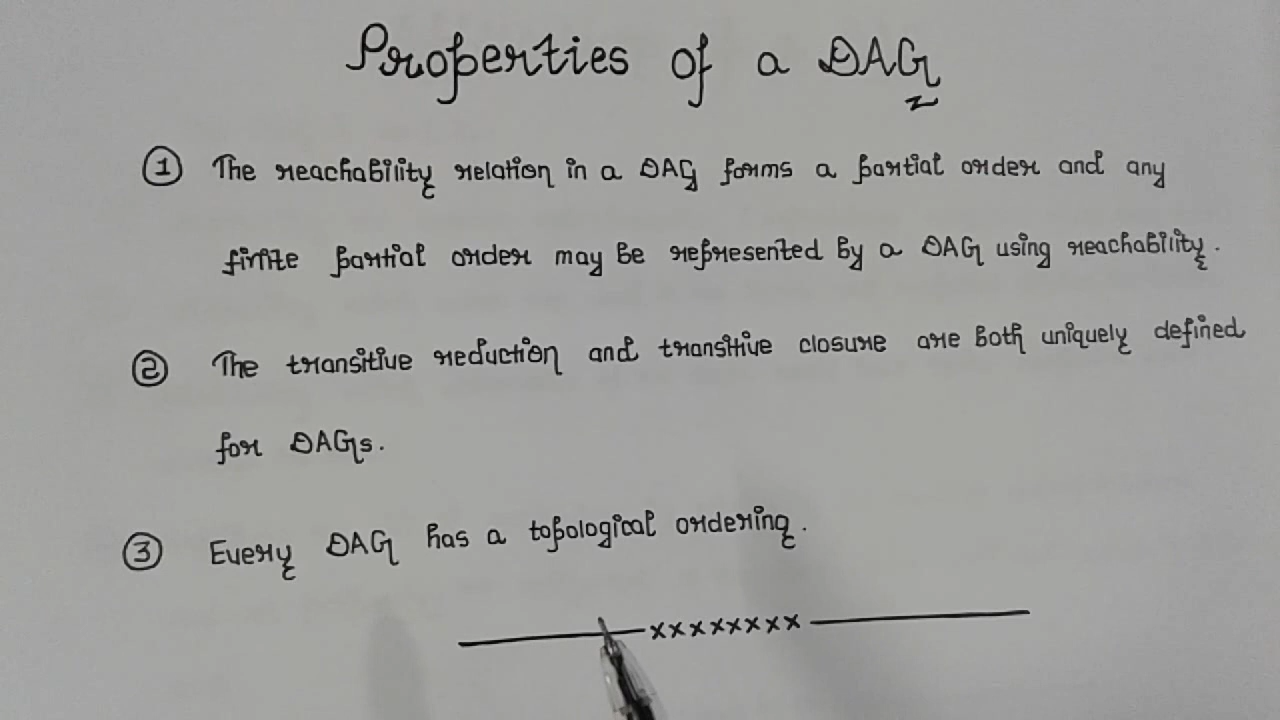 Properties of a DAG
① The reachability relation in a DAG forms a partial order and any
finite partial order may be represented by a DAG using reachability.
② The transitive reduction and transitive closure are both uniquely defined
for DAGs.
③ Every DAG has a topological ordering.
xxxxxxxx